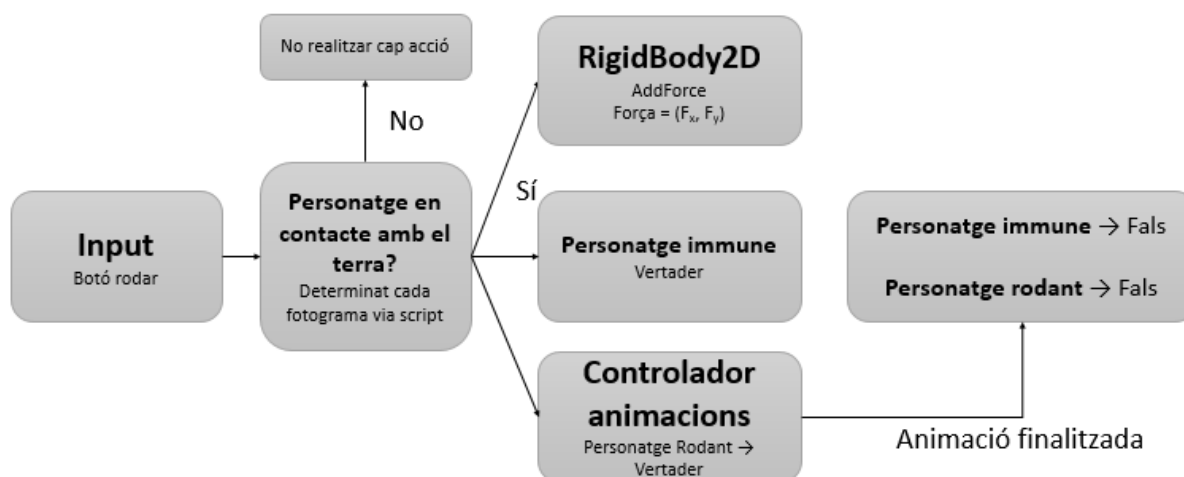 Input
Botó rodar
Personatge en
contacte amb el
terra?
Determinat cada
fotograma via script
No
No realitzar cap acció
Sí
RigidBody2D
AddForce
Força = (Fₓ, Fᵧ)
Personatge immune
Vertader
Controlador
animacions
Personatge Rodant →
Vertader
Animació finalitzada
Personatge immune → Fals
Personatge rodant → Fals